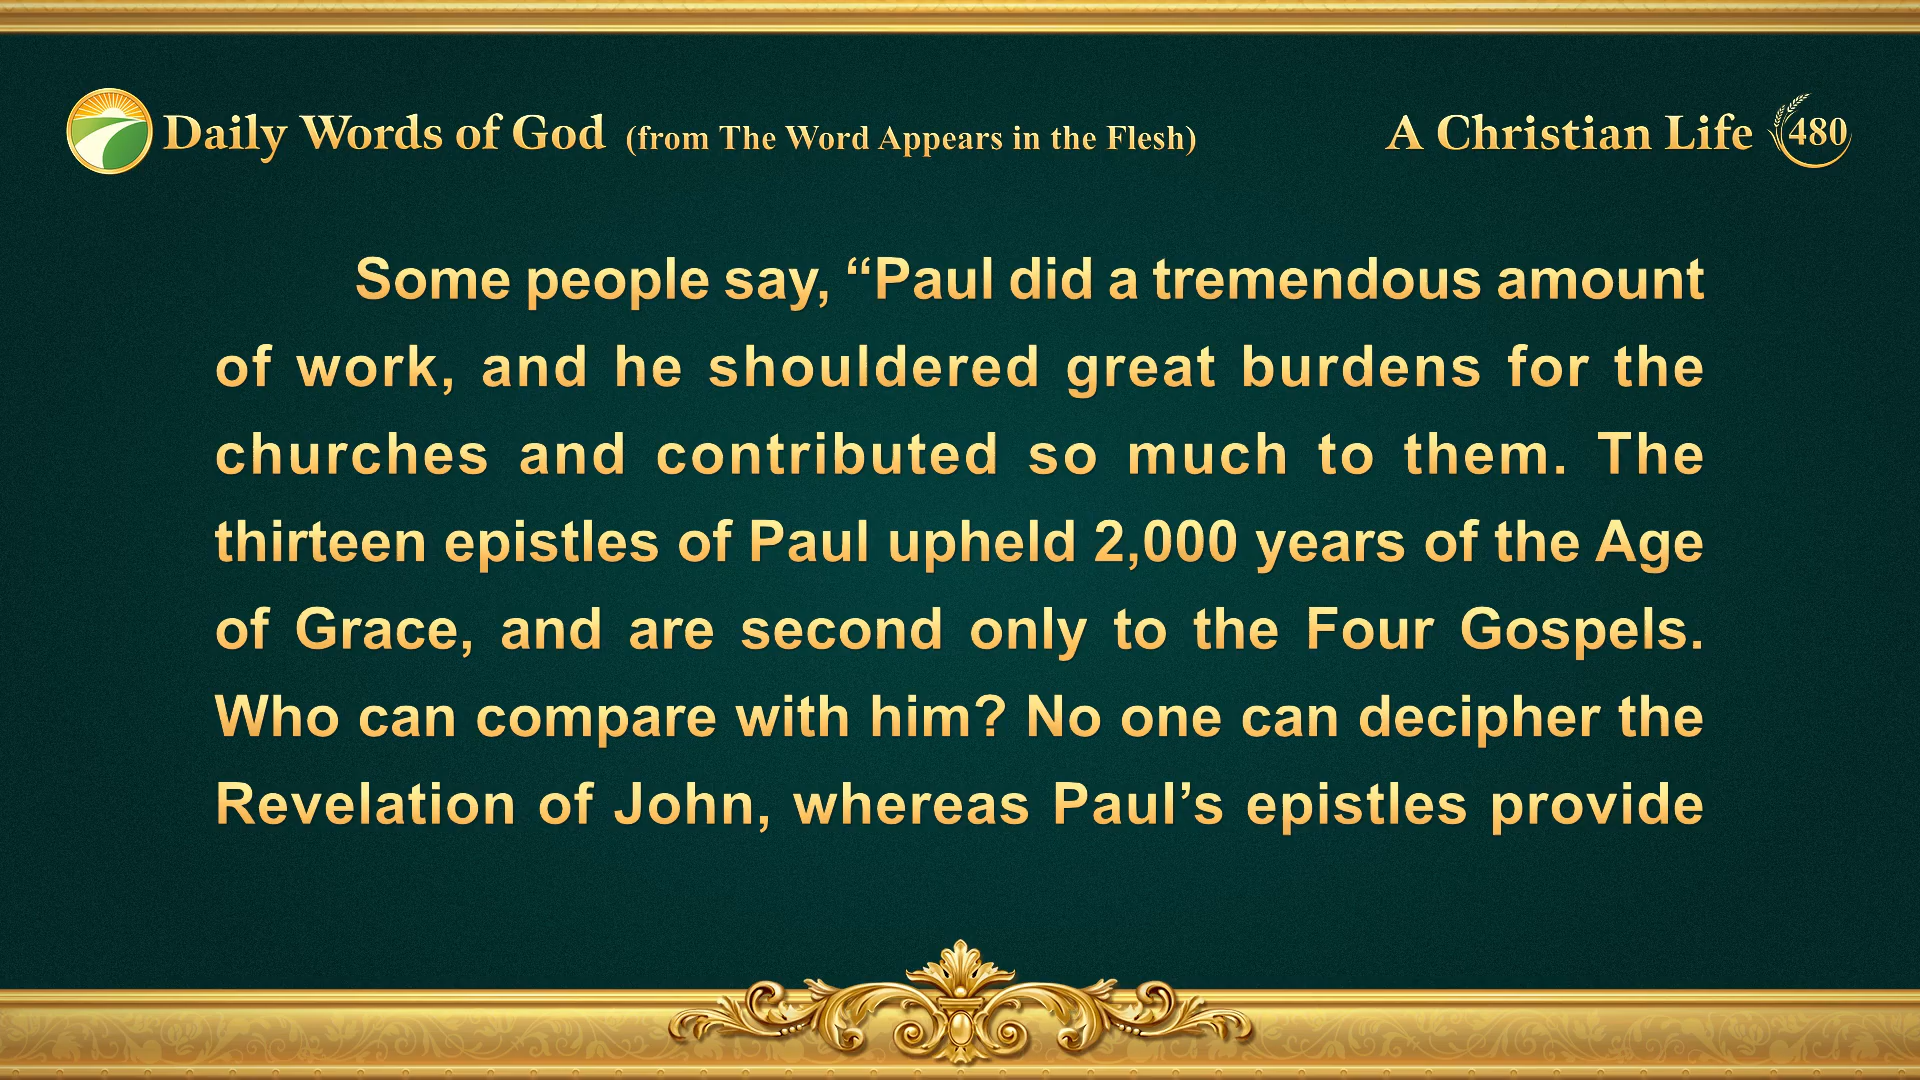 Daily Words of God (from The Word Appears in the Flesh)
A Christian Life 480
Some people say, “Paul did a tremendous amount
of work, and he shouldered great burdens for the
churches and contributed so much to them. The
thirteen epistles of Paul upheld 2,000 years of the Age
of Grace, and are second only to the Four Gospels.
Who can compare with him? No one can decipher the
Revelation of John, whereas Paul’s epistles provide